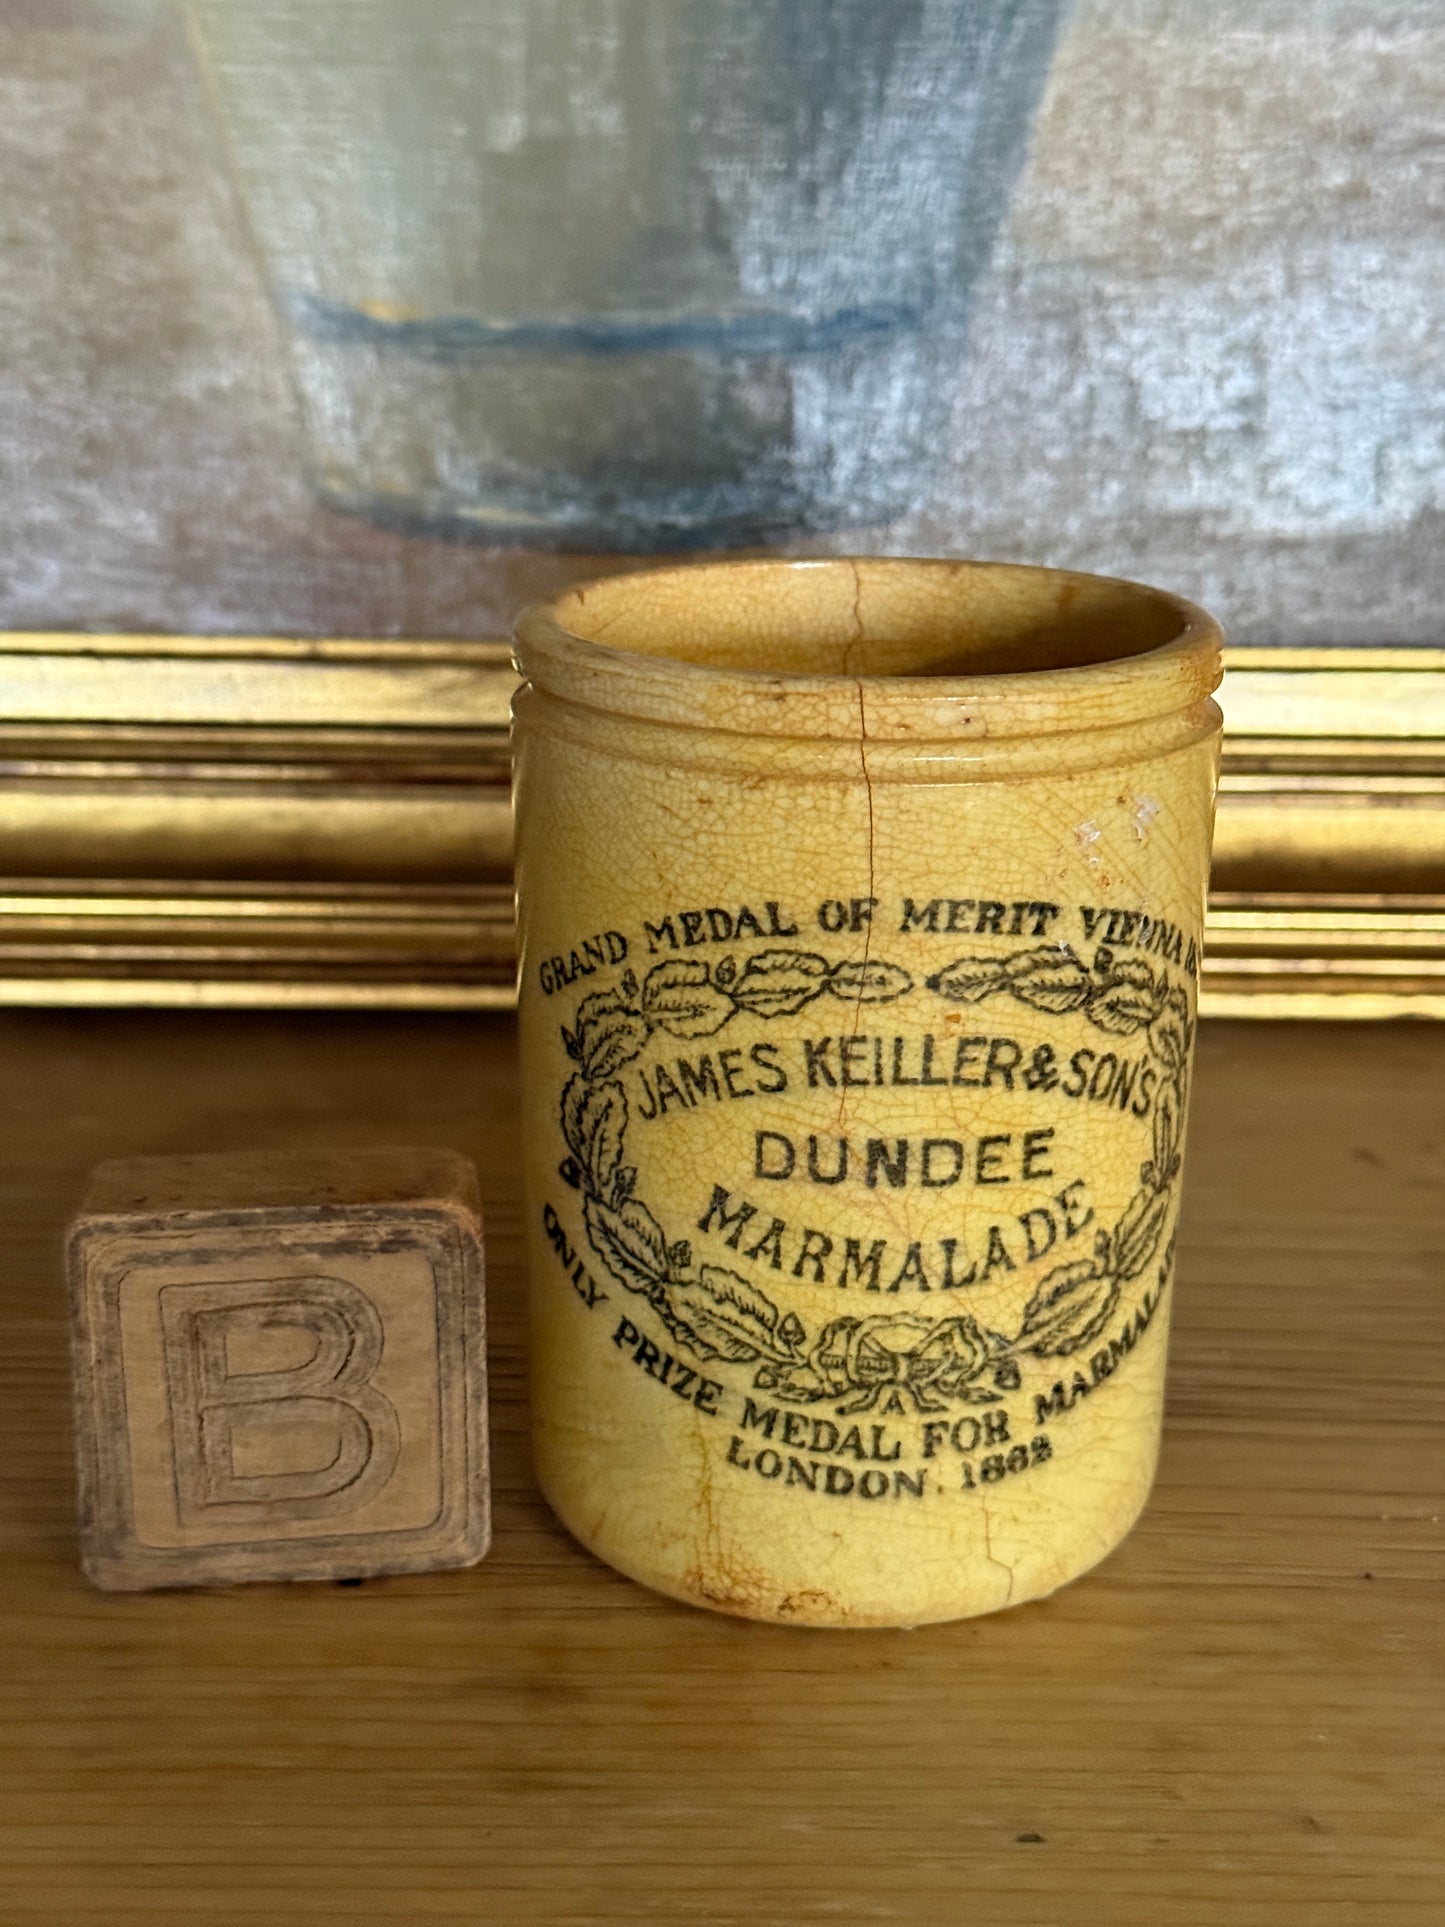 GRAND MEDAL OF MERIT VIENNA
JAMES KEILLER & SON'S
DUNDEE
MARMALADE
ONLY PRIZE MEDAL FOR
LONDON. 1862
A
B